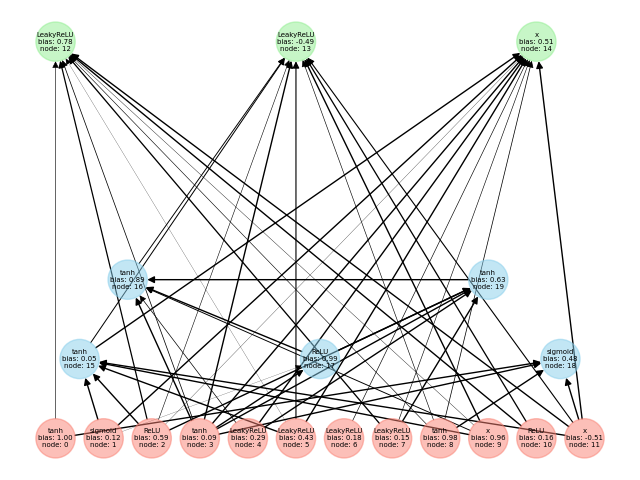 LeakyReLU
bias: 0.78
node: 12
LeakyReLU
bias: -0.49
node: 13
x
bias: 0.51
node: 14
tanh
bias: 0.89
node: 16
tanh
bias: 0.63
node: 19
tanh
bias: 0.05
node: 15
ReLU
bias: 0.99
node: 17
sigmoid
bias: 0.48
node: 18
tanh
bias: 1.00
node: 0
sigmoid
bias: 0.12
node: 1
ReLU
bias: 0.59
node: 2
tanh
bias: 0.09
node: 3
LeakyReLU
bias: 0.29
node: 4
LeakyReLU
bias: 0.43
node: 5
LeakyReLU
bias: 0.18
node: 6
LeakyReLU
bias: 0.15
node: 7
tanh
bias: 0.98
node: 8
x
bias: 0.96
node: 9
ReLU
bias: 0.16
node: 10
x
bias: -0.51
node: 11